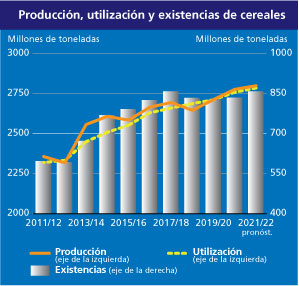 Producción, utilización y existencias de cereales
Millones de toneladas Millones de toneladas
3000 1000
2750 850
2500 700
2250 550
2000 400
2011/12 2013/14 2015/16 2017/18 2019/20 2021/22
pronóst.
Producción Utilización
(eje de la izquierda) (eje de la izquierda)
Existencias (eje de la derecha)